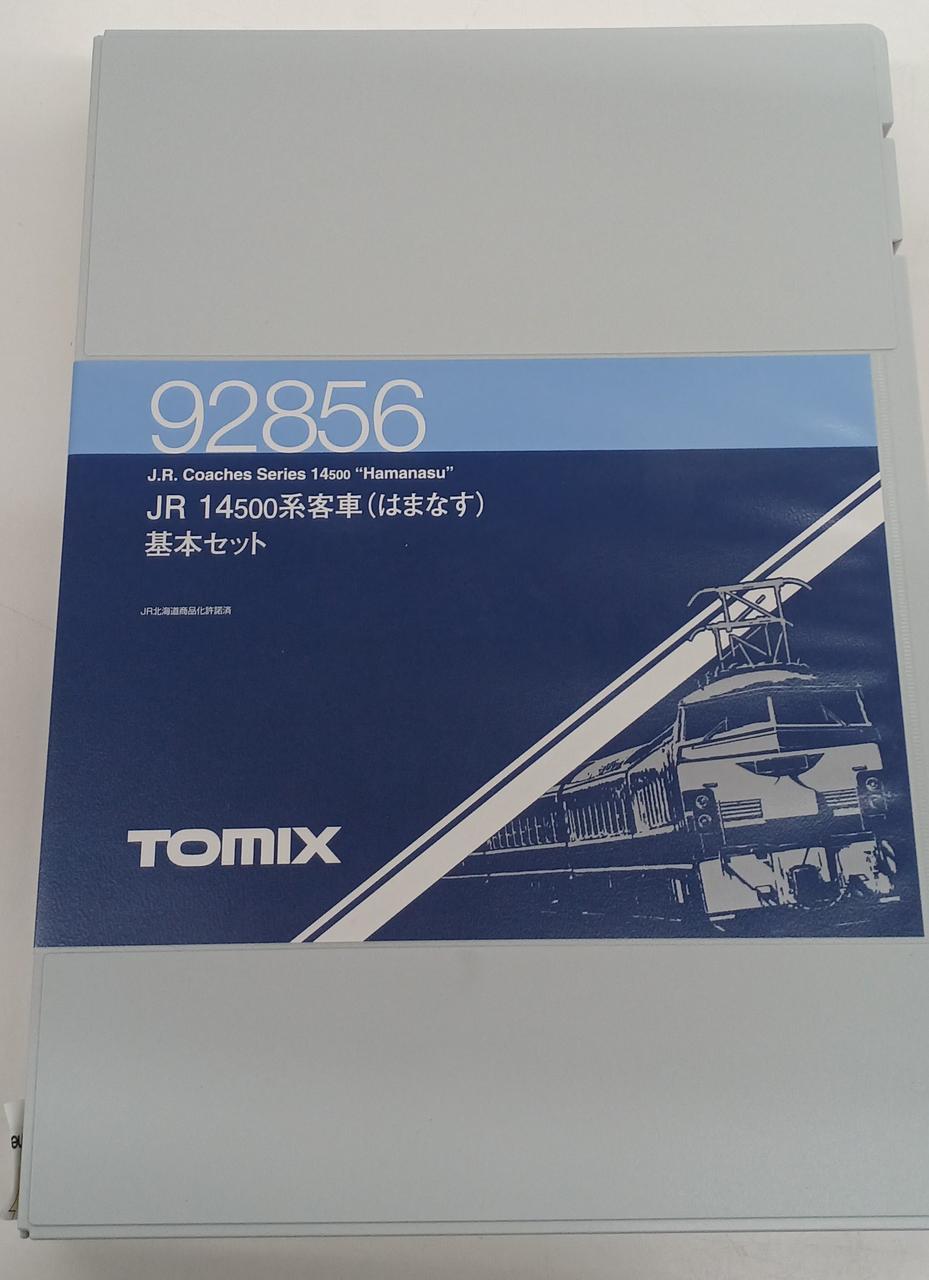 92856
J.R. Coaches Series 14500 “Hamanasu”
JR 14500系客車(はまなす)
基本セット
JR北海道商品化許諾済
TOMIX